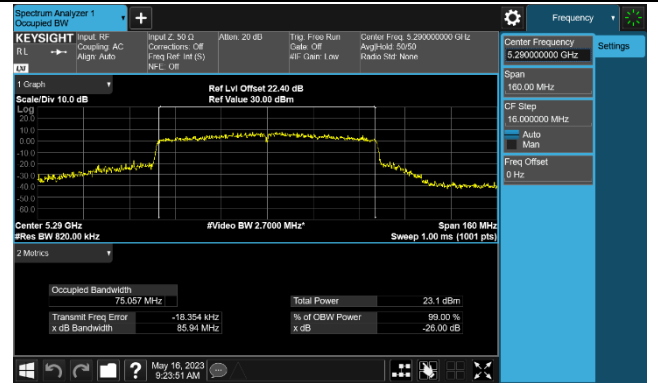 Spectrum Analyzer 1
Occupied BW
KEYSIGHT
RL
LXI
Input: RF
Coupling: AC
Align: Auto
Input Z: 50 Ω
Corrections: Off
Freq Ref: Int (S)
NFE: Off
Atten: 20 dB
Trig: Free Run
Gate: Off
#IF Gain: Low
Center Freq: 5.290000000 GHz
Avg|Hold: 50/50
Radio Std: None
1 Graph
Scale/Div 10.0 dB
Ref Lvl Offset 22.40 dB
Ref Value 30.00 dBm
Log
20.0
10.0
0.00
-10.0
-20.0
-30.0
-40.0
-50.0
-60.0
Center 5.29 GHz
#Res BW 820.00 kHz
#Video BW 2.7000 MHz*
Span 160 MHz
Sweep 1.00 ms (1001 pts)
2 Metrics
Occupied Bandwidth
75.057 MHz
Total Power 23.1 dBm
Transmit Freq Error -18.354 kHz
% of OBW Power 99.00 %
x dB Bandwidth 85.94 MHz
x dB -26.00 dB
May 16, 2023
9:23:51 AM
?
Frequency
Settings
Center Frequency
5.290000000 GHz
Span
160.00 MHz
CF Step
16.000000 MHz
Auto
Man
Freq Offset
0 Hz